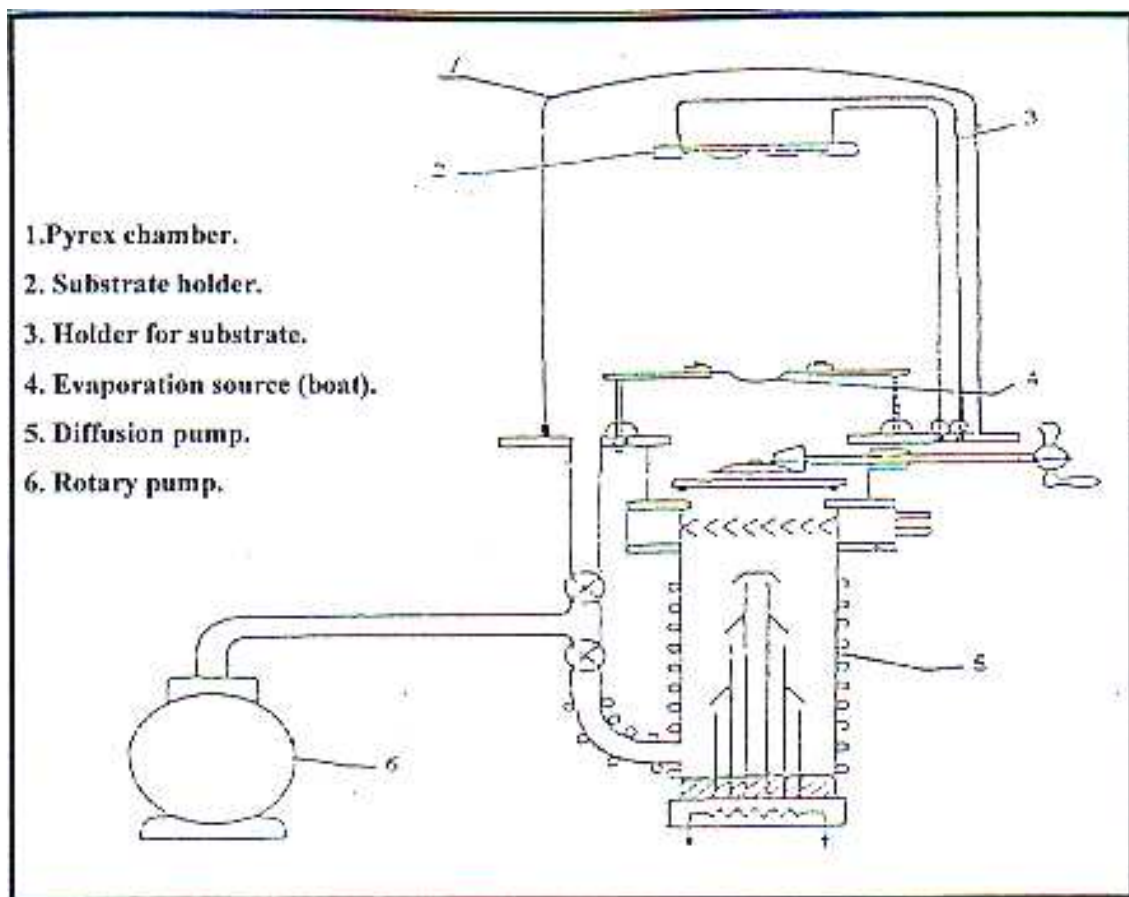 1
3
2
1.Pyrex chamber.
2. Substrate holder.
3. Holder for substrate.
4. Evaporation source (boat).
5. Diffusion pump.
6. Rotary pump.
4
5
6